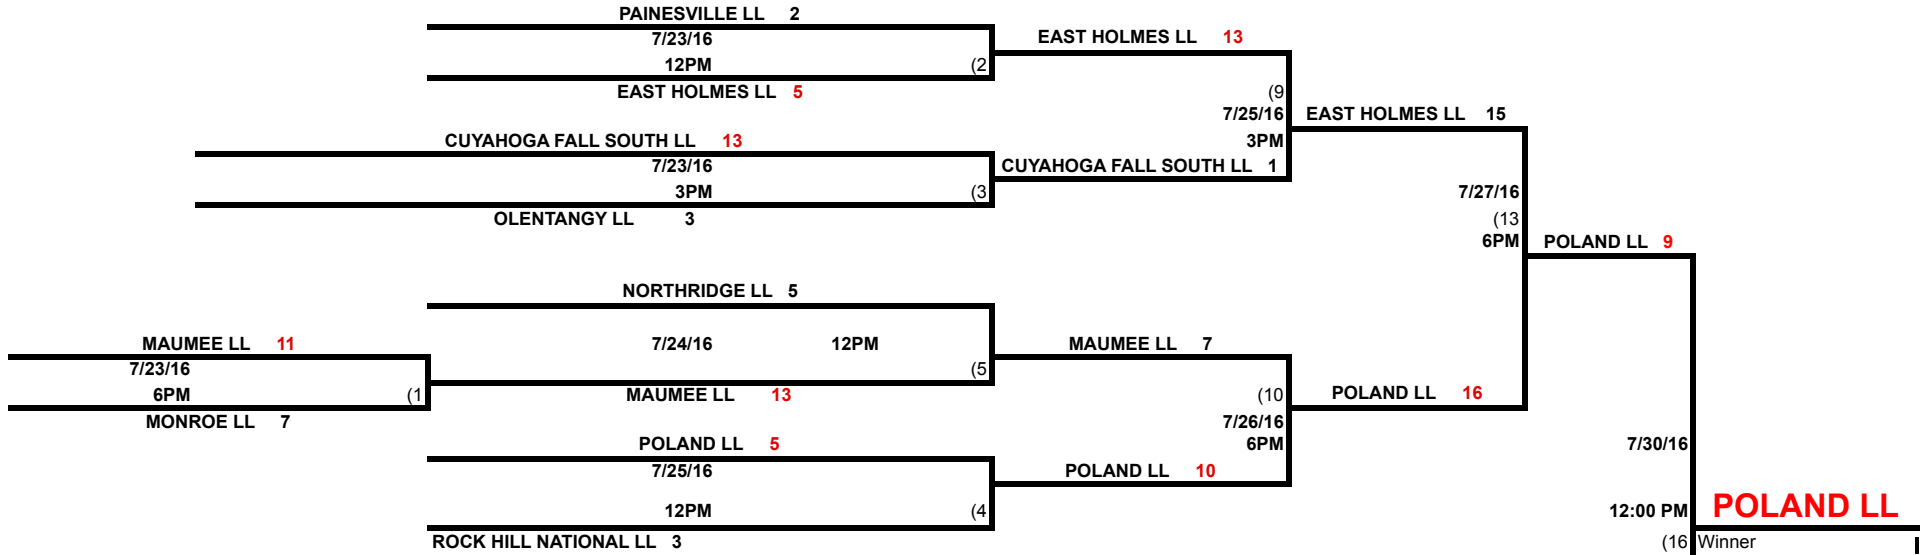 PAINESVILLE LL 2
7/23/16
12PM
(2
EAST HOLMES LL 5
EAST HOLMES LL 13
(9
7/25/16
3PM
CUYAHOGA FALL SOUTH LL 13
7/23/16
3PM
(3
OLENTANGY LL 3
CUYAHOGA FALL SOUTH LL 1
EAST HOLMES LL 15
7/27/16
(13
6PM
POLAND LL 9
NORTHRIDGE LL 5
7/24/16 12PM
(5
MAUMEE LL 11
7/23/16
6PM
(1
MONROE LL 7
MAUMEE LL 13
MAUMEE LL 7
(10
7/26/16
6PM
POLAND LL 16
POLAND LL 5
7/25/16
12PM
(4
ROCK HILL NATIONAL LL 3
POLAND LL 10
7/30/16
12:00 PM
POLAND LL
(16
Winner